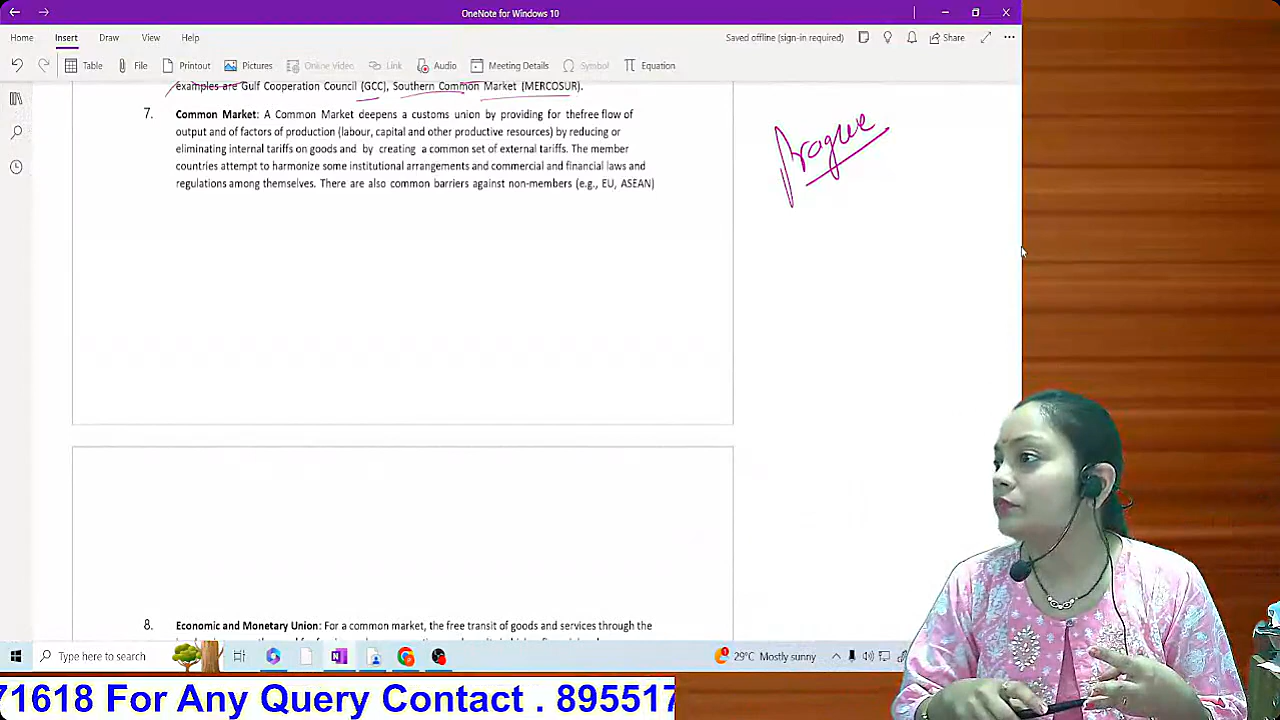 OneNote for Windows 10
Home Insert Draw View Help
Saved offline (sign-in required) Share
Table File Printout Pictures Online Video Link Audio Meeting Details Symbol Equation
examples are Gulf Cooperation Council (GCC), Southern Common Market (MERCOSUR).
7. Common Market: A Common Market deepens a customs union by providing for thefree flow of
output and of factors of production (labour, capital and other productive resources) by reducing or
eliminating internal tariffs on goods and by creating a common set of external tariffs. The member
countries attempt to harmonize some institutional arrangements and commercial and financial laws and
regulations among themselves. There are also common barriers against non-members (e.g., EU, ASEAN)
8. Economic and Monetary Union: For a common market, the free transit of goods and services through the
Type here to search
29°C Mostly sunny
71618 For Any Query Contact . 895517